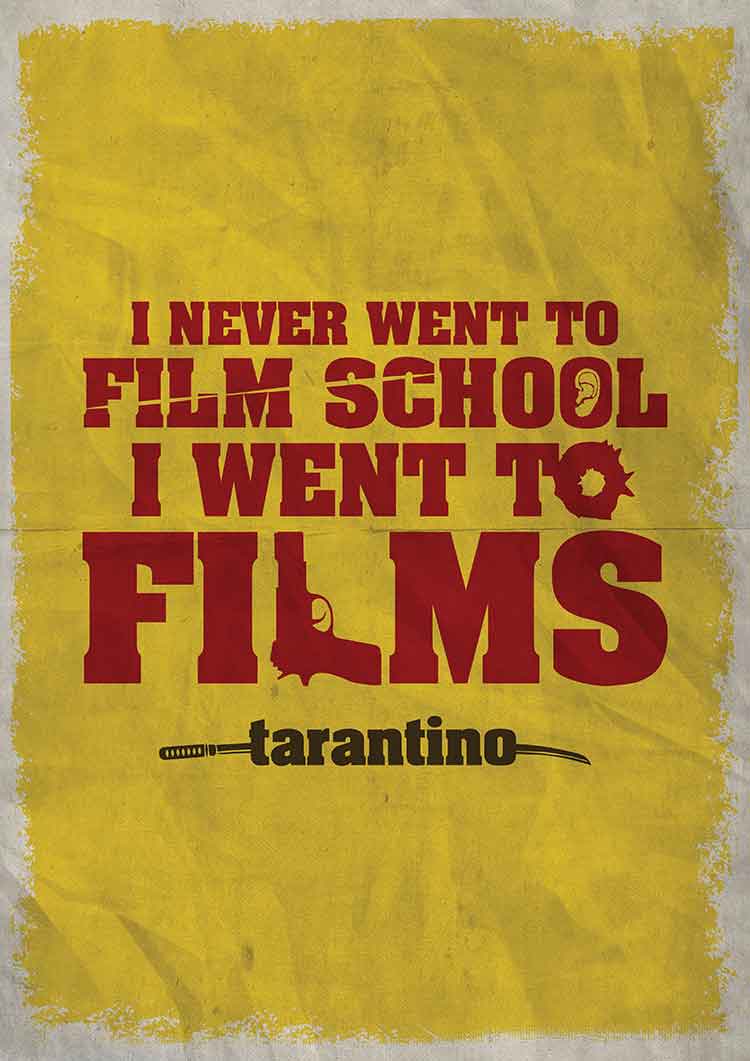 I NEVER WENT TO
FILM SCHOOL
I WENT TO
FILMS
tarantino